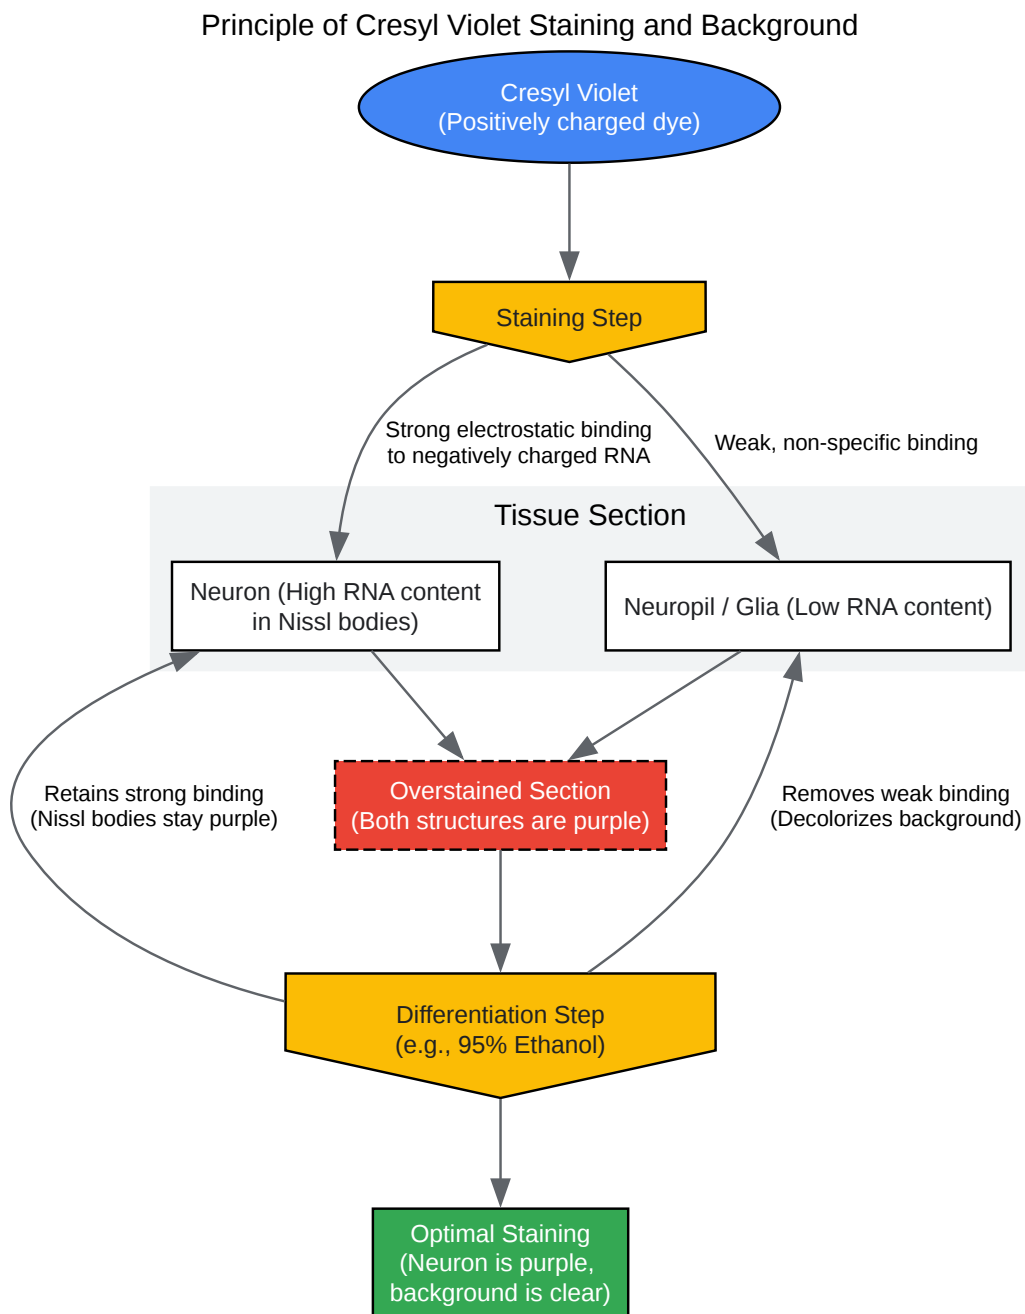 Principle of Cresyl Violet Staining and Background
Cresyl Violet
(Positively charged dye)
Staining Step
Strong electrostatic binding
to negatively charged RNA
Weak, non-specific binding
Tissue Section
Neuron (High RNA content
in Nissl bodies)
Neuropil / Glia (Low RNA content)
Overstained Section
(Both structures are purple)
Retains strong binding
(Nissl bodies stay purple)
Removes weak binding
(Decolorizes background)
Differentiation Step
(e.g., 95% Ethanol)
Optimal Staining
(Neuron is purple,
background is clear)